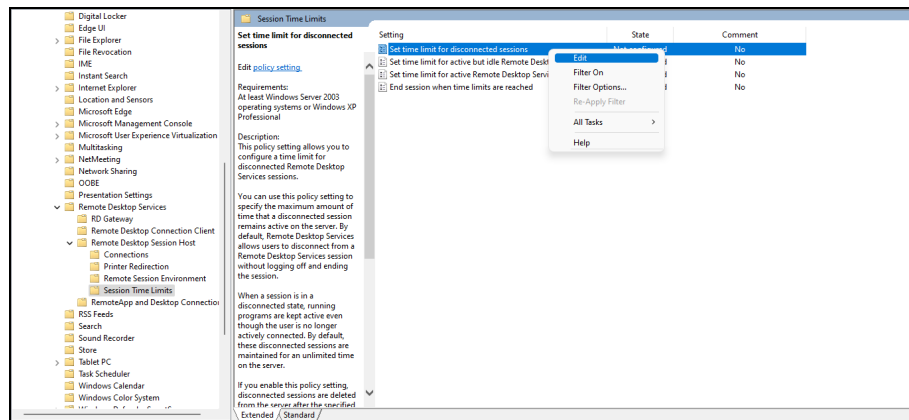 Digital Locker
Edge UI
File Explorer
File Revocation
IME
Instant Search
Internet Explorer
Location and Sensors
Microsoft Edge
Microsoft Management Console
Microsoft User Experience Virtualization
Multitasking
NetMeeting
Network Sharing
OOBE
Presentation Settings
Remote Desktop Services
RD Gateway
Remote Desktop Connection Client
Remote Desktop Session Host
Connections
Printer Redirection
Remote Session Environment
Session Time Limits
RemoteApp and Desktop Connection
RSS Feeds
Search
Sound Recorder
Store
Tablet PC
Task Scheduler
Windows Calendar
Windows Color System
Session Time Limits
Set time limit for disconnected
sessions
Edit policy setting
Requirements:
At least Windows Server 2003
operating systems or Windows XP
Professional
Description:
This policy setting allows you to
configure a time limit for
disconnected Remote Desktop
Services sessions.
You can use this policy setting to
specify the maximum amount of
time that a disconnected session
remains active on the server. By
default, Remote Desktop Services
allows users to disconnect from a
Remote Desktop Services session
without logging off and ending
the session.
When a session is in a
disconnected state, running
programs are kept active even
though the user is no longer
actively connected. By default,
these disconnected sessions are
maintained for an unlimited time
on the server.
If you enable this policy setting,
disconnected sessions are deleted
from the server after the specified
Setting State Comment
Set time limit for disconnected sessions Not configured No
Set time limit for active but idle Remote Desk No
Set time limit for active Remote Desktop Servi No
End session when time limits are reached No
Edit
Filter On
Filter Options...
Re-Apply Filter
All Tasks
Help
Extended Standard